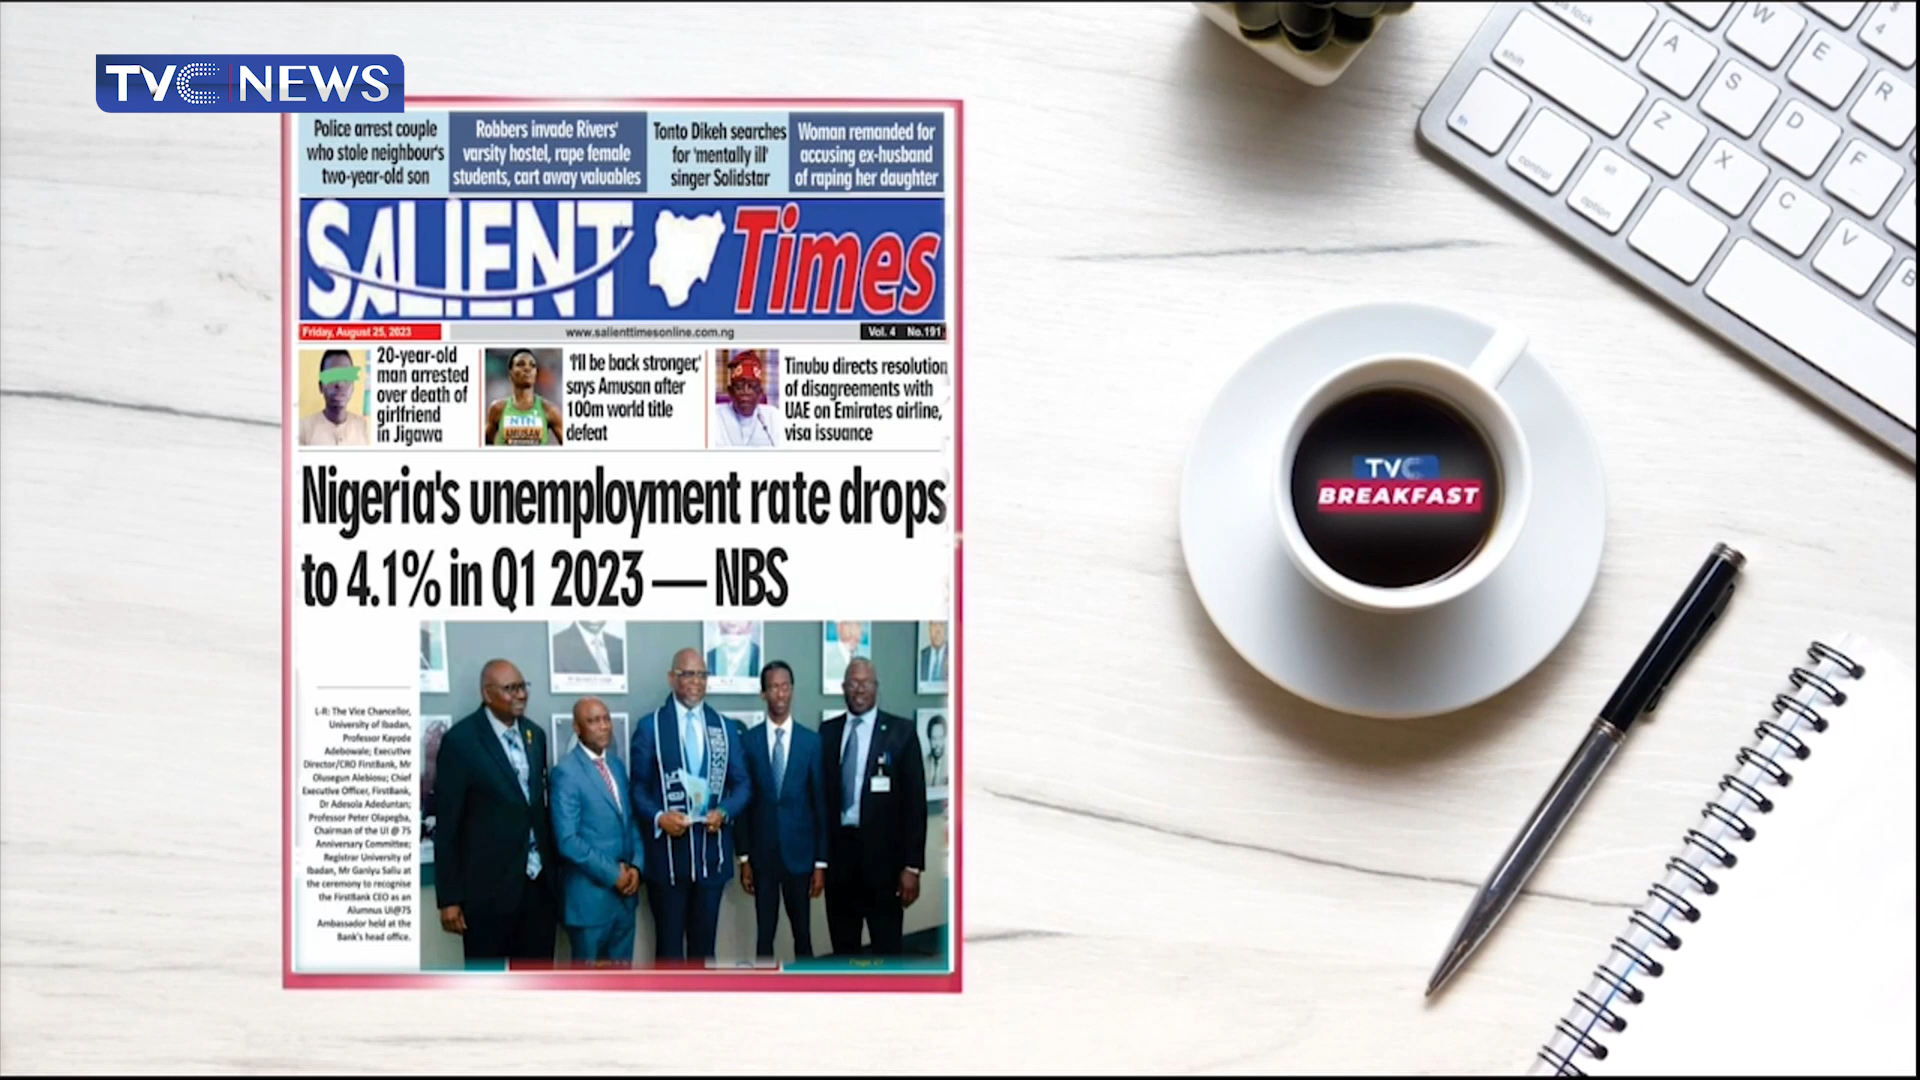 TVC NEWS
Police arrest couple
who stole neighbour's
two-year-old son
Robbers invade Rivers'
varsity hostel, rape female
students, cart away valuables
Tonto Dikeh searches
for 'mentally ill'
singer Solidstar
Woman remanded for
accusing ex-husband
of raping her daughter
SALIENT Times
Friday, August 25, 2023
www.salienttimesonline.com.ng
Vol. 4 No.191
20-year-old
man arrested
over death of
girlfriend
in Jigawa
'I'll be back stronger,'
says Amusan after
100m world title
defeat
AMUSAN
Tinubu directs resolution
of disagreements with
UAE on Emirates airline,
visa issuance
Nigeria's unemployment rate drops
to 4.1% in Q1 2023 — NBS
L-R: The Vice Chancellor,
University of Ibadan,
Professor Kayode
Adebowale; Executive
Director/CRO FirstBank, Mr
Olusegun Alebiosu; Chief
Executive Officer, FirstBank,
Dr Adesola Adeduntan;
Professor Peter Olapegba,
Chairman of the UI @ 75
Anniversary Committee;
Registrar University of
Ibadan, Mr Ganiyu Saliu at
the ceremony to recognise
the FirstBank CEO as an
Alumnus UI@75
Ambassador held at the
Bank's head office.
TVC
BREAKFAST
shift
fn
control
alt
option
A
W
S
E
Z
D
R
X
F
C
V
B
4